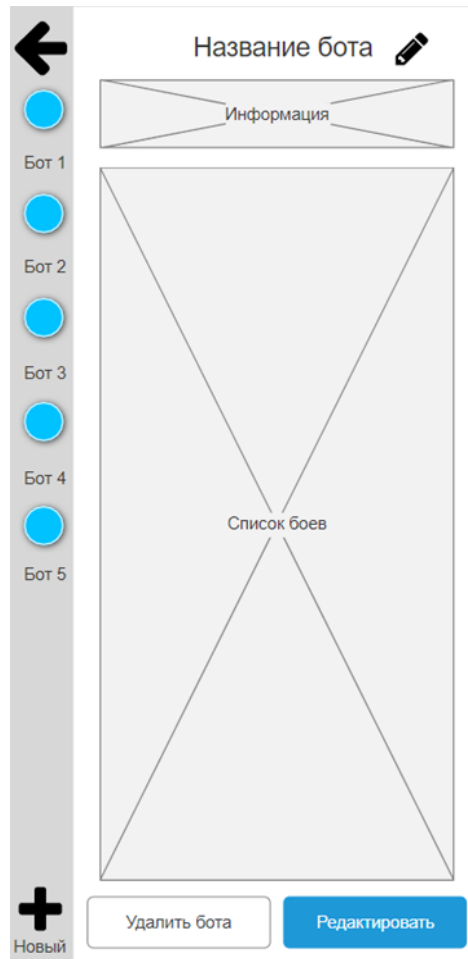 Название бота
Информация
Бот 1
Бот 2
Бот 3
Бот 4
Список боев
Бот 5
Удалить бота
Редактировать
Новый